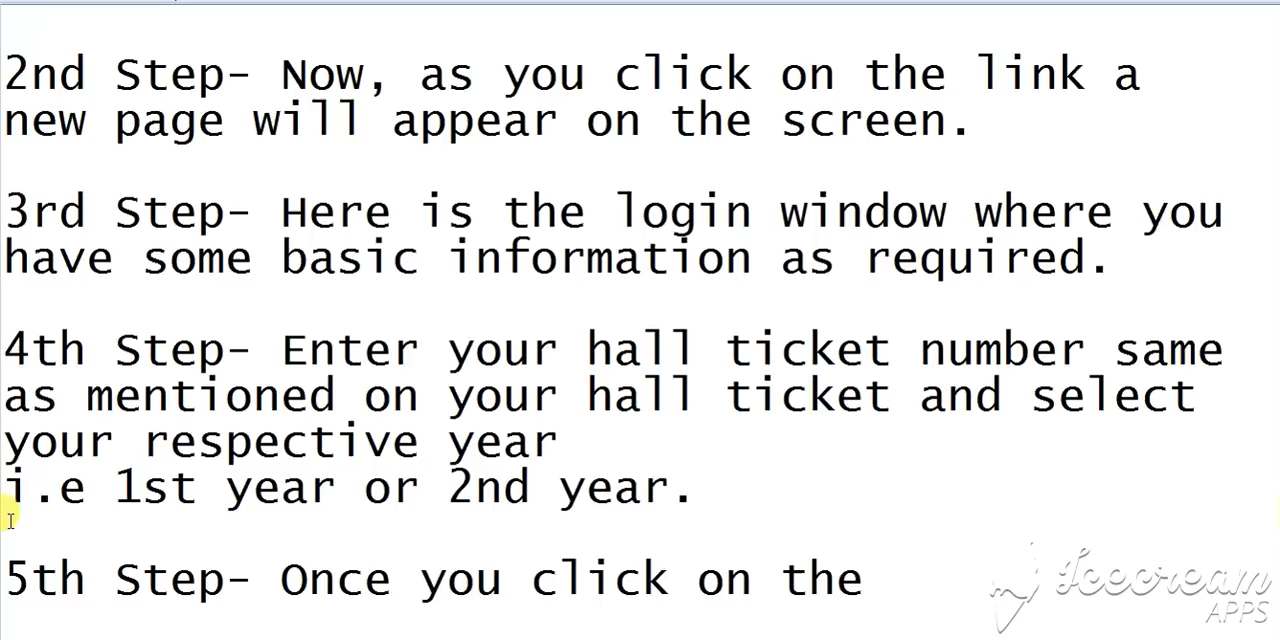 2nd Step- Now, as you click on the link a
new page will appear on the screen.
3rd Step- Here is the login window where you
have some basic information as required.
4th Step- Enter your hall ticket number same
as mentioned on your hall ticket and select
your respective year
i.e 1st year or 2nd year.
5th Step- Once you click on the
Icecream
APPS